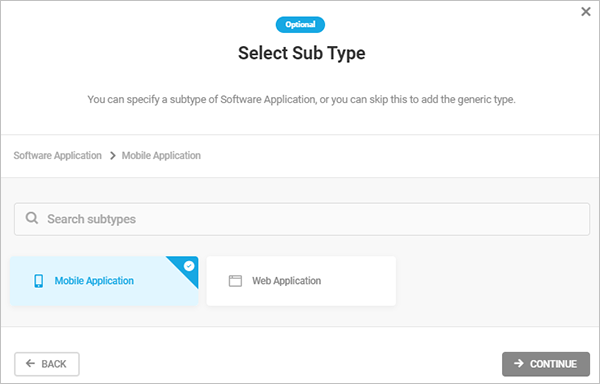 Optional
Select Sub Type
You can specify a subtype of Software Application, or you can skip this to add the generic type.
Software Application > Mobile Application
Search subtypes
Mobile Application
Web Application
BACK
CONTINUE